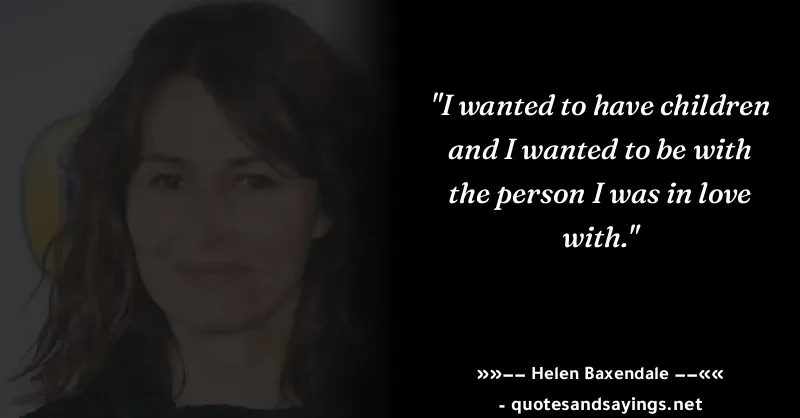 "I wanted to have children
and I wanted to be with
the person I was in love
with."
»»−− Helen Baxendale −−««
- quotesandsayings.net